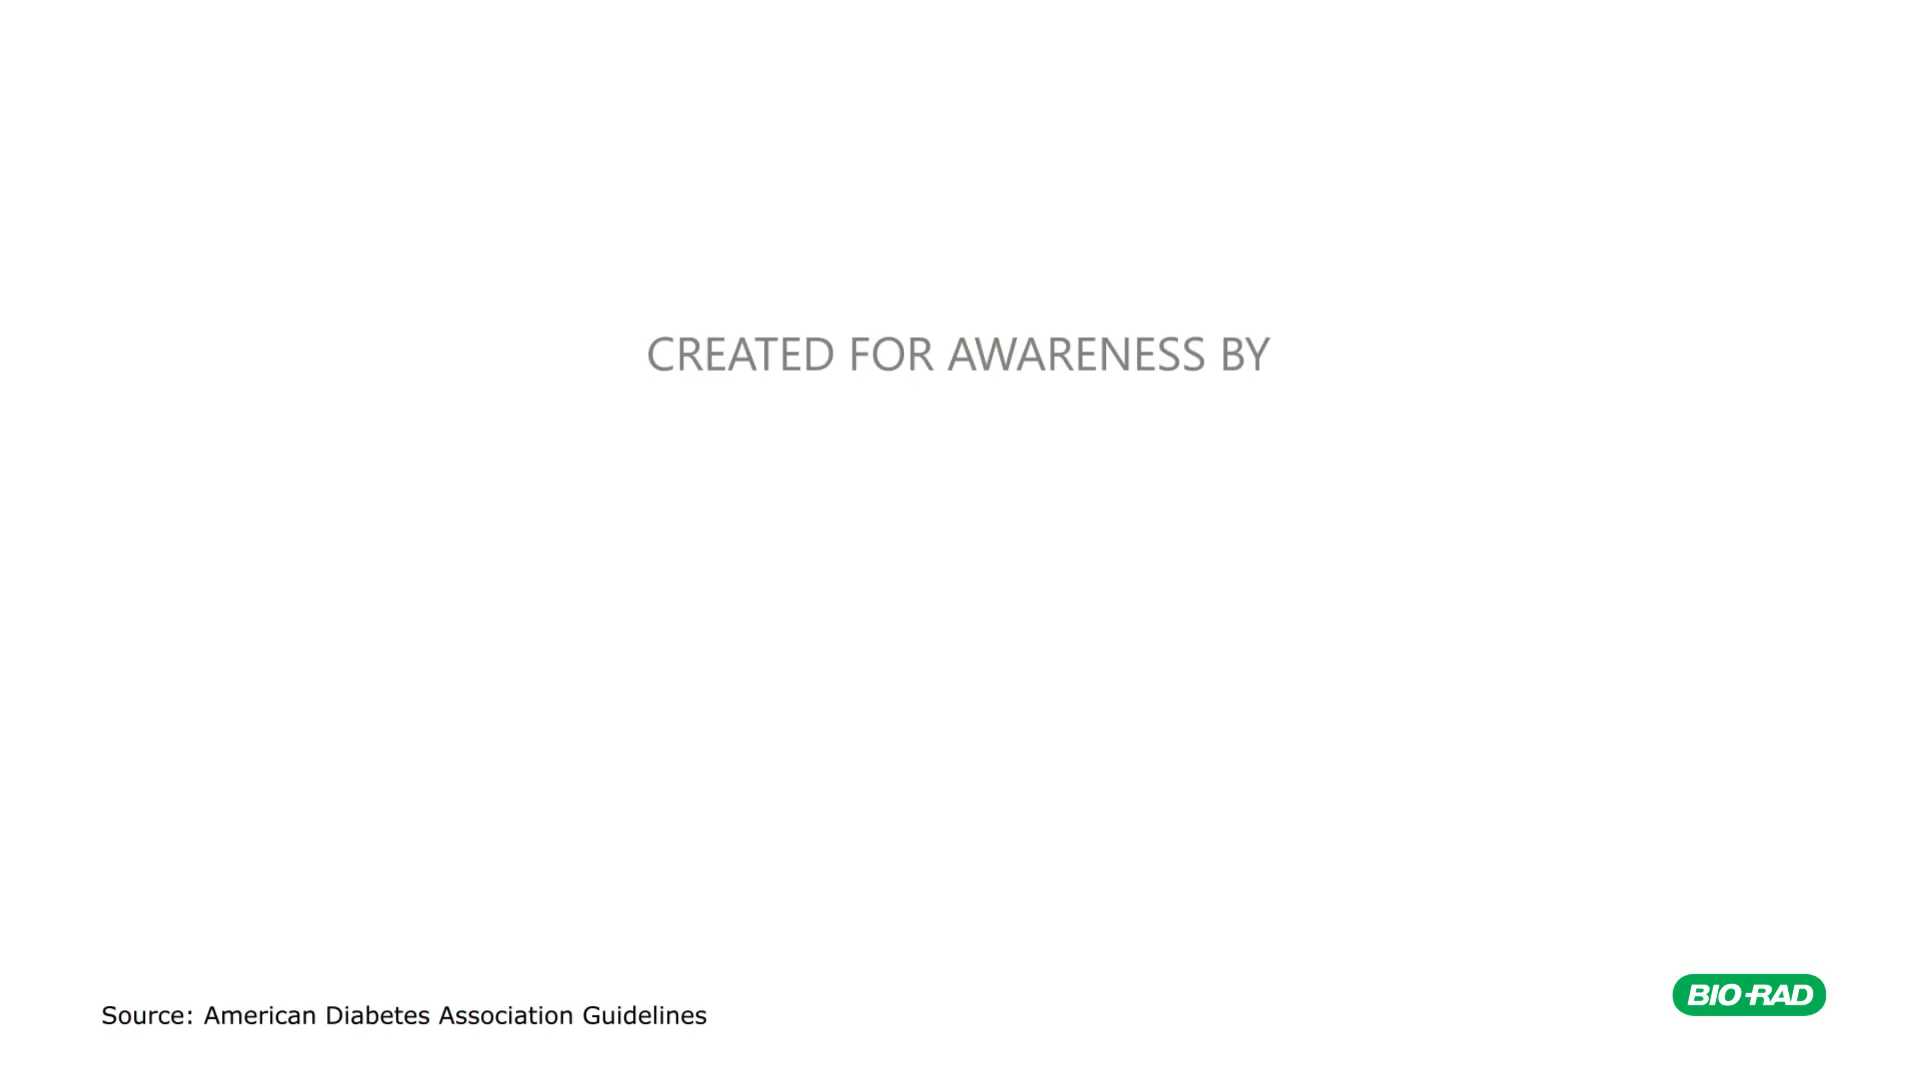 CREATED FOR AWARENESS BY
Source: American Diabetes Association Guidelines
BIO-RAD